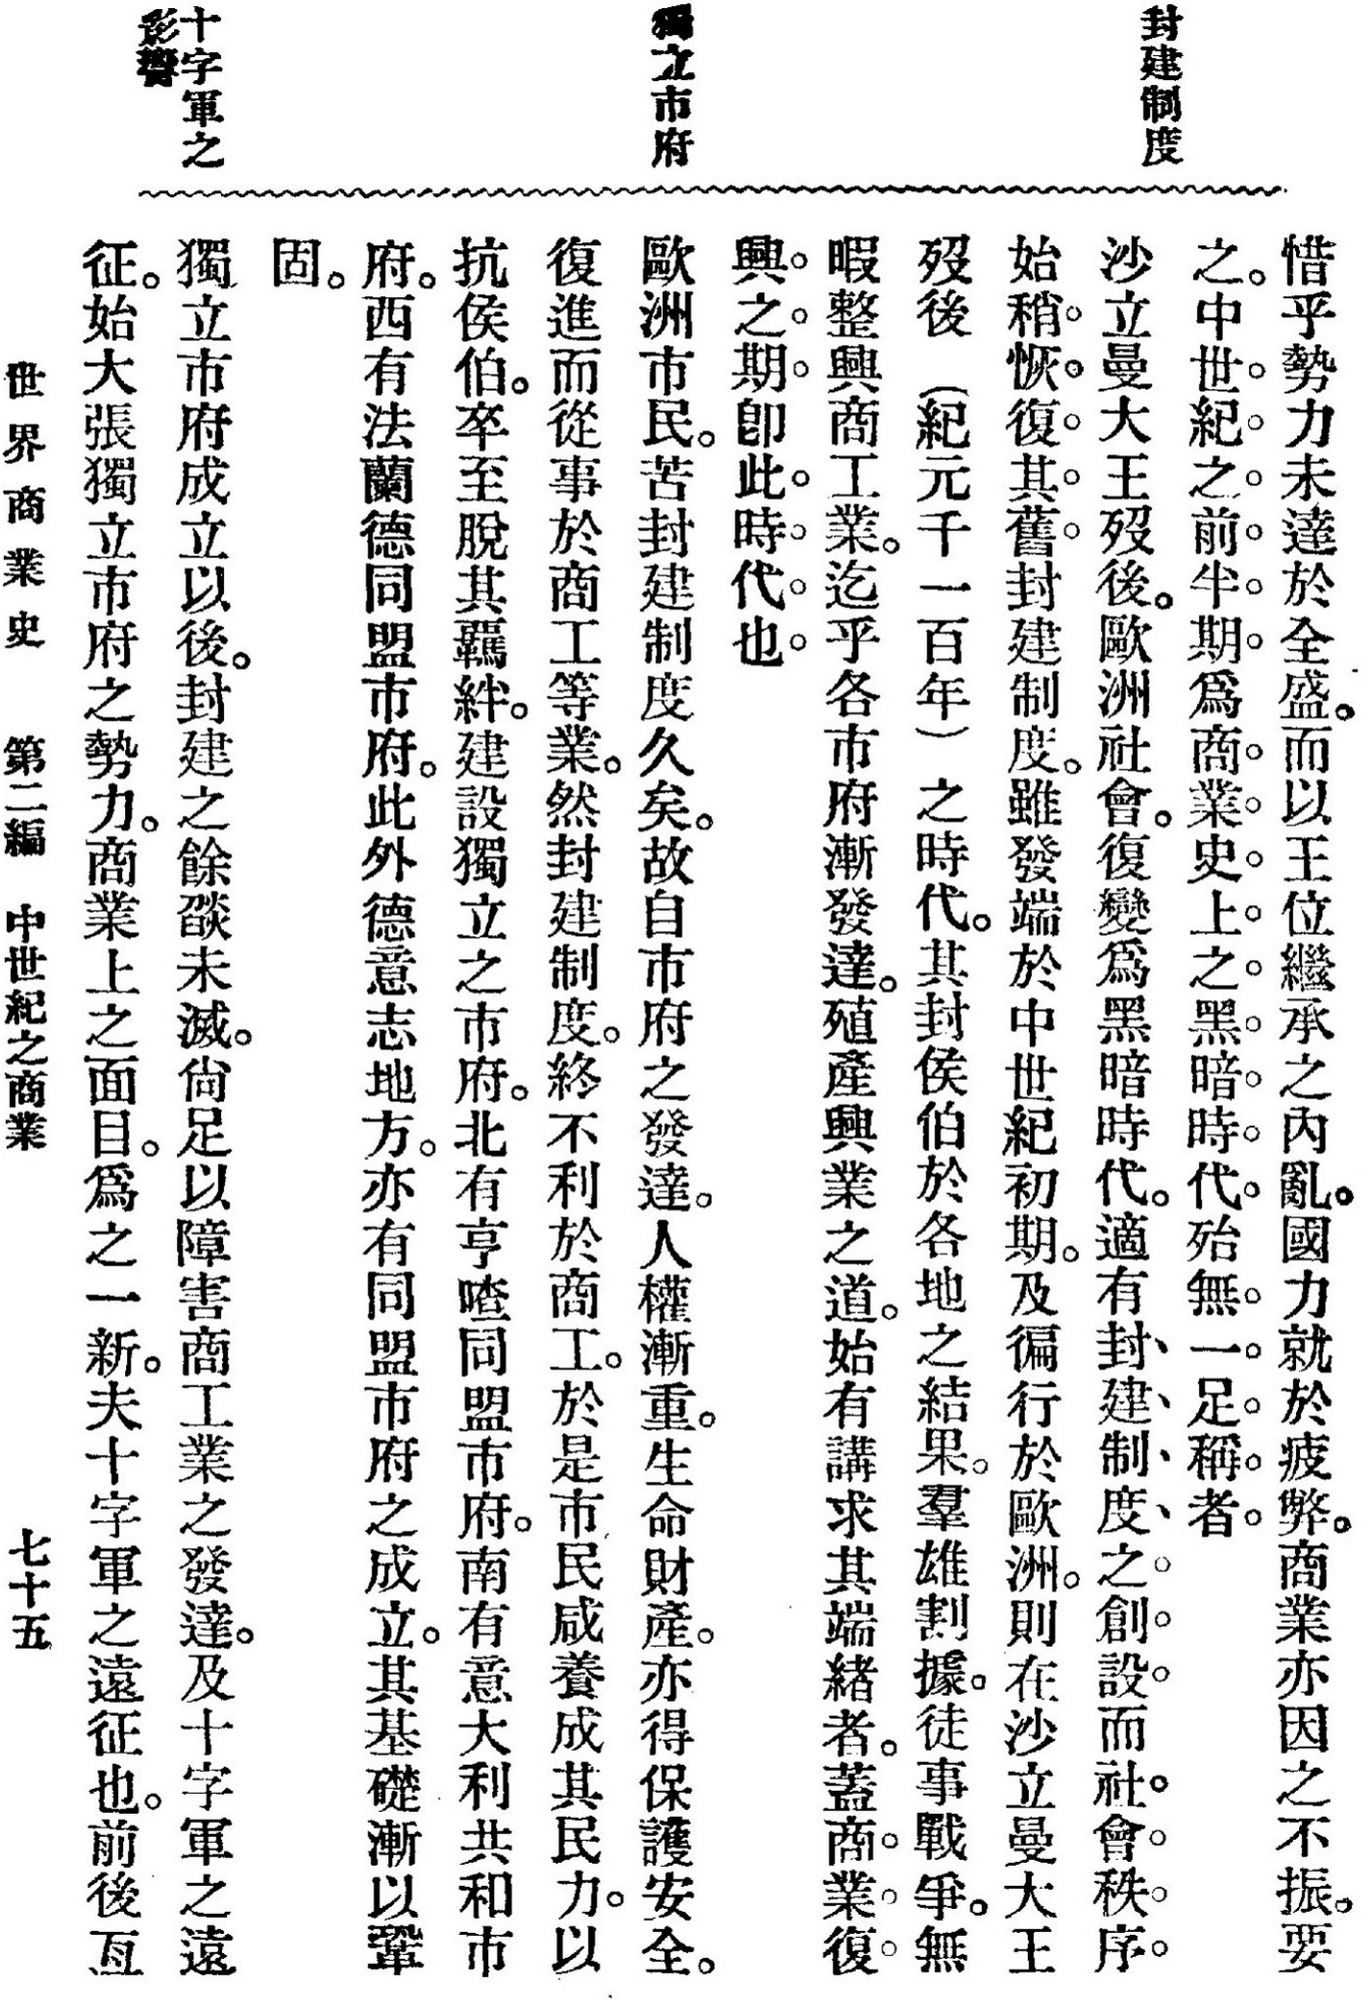 封建制度
獨立市府
十字軍之
影響
惜乎勢力未達於全盛。而以王位繼承之內亂。國力就於疲弊。商業亦因之不振。要
之。中世紀之前半期爲商業史上之黑暗時代殆無一足稱者
沙立曼大王歿後。歐洲社會。復變爲黑暗時代。適有封建制度之創設而社會秩序
始稍恢復其舊封建制度。雖發端於中世紀初期。及徧行於歐洲。則在沙立曼大王
歿後（紀元千一百年）之時代。其封侯伯於各地之結果。羣雄割據。徒事戰爭。無
暇整興商工業。迄乎各市府漸發達。殖產興業之道。始有講求其端緒者。蓋商業復
興之期卽此時代也
歐洲市民。苦封建制度久矣。故自市府之發達。人權漸重。生命財產。亦得保護安全。
復進而從事於商工等業。然封建制度。終不利於商工。於是市民咸養成其民力。以
抗侯伯。卒至脫其羈絆。建設獨立之市府。北有亨喳同盟市府。南有意大利共和市
府。西有法蘭德同盟市府。此外德意志地方。亦有同盟市府之成立。其基礎漸以鞏
固。
獨立市府成立以後。封建之餘燄未滅。尙足以障害商工業之發達。及十字軍之遠
征。始大張獨立市府之勢力。商業上之面目。爲之一新。夫十字軍之遠征也。前後亙
世界商業史　第二編　中世紀之商業　七十五